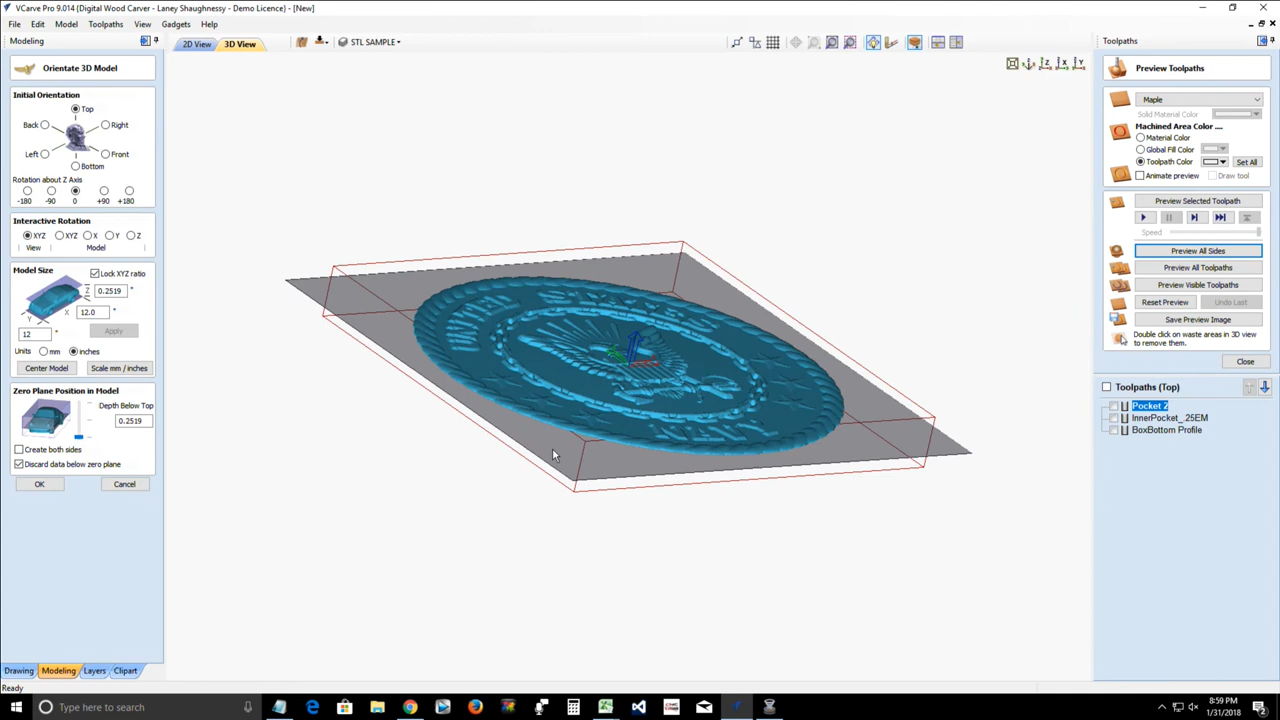 VCarve Pro 9.014 (Digital Wood Carver - Laney Shaughnessy - Demo Licence) - [New]
File Edit Model Toolpaths View Gadgets Help
Modeling
2D View 3D View STL SAMPLE
Toolpaths
Orientate 3D Model
Initial Orientation
Top
Back Right
Left Front
Bottom
Rotation about Z Axis
-180 -90 0 +90 +180
Interactive Rotation
XYZ XYZ X Y Z
View Model
Model Size
Lock XYZ ratio
Z 0.2519 "
X 12.0
Y
12 "
Apply
Units mm inches
Center Model Scale mm / inches
Zero Plane Position in Model
Depth Below Top
0.2519
Create both sides
Discard data below zero plane
OK Cancel
Z X Y
Preview Toolpaths
Maple
Solid Material Color
Machined Area Color ....
Material Color
Global Fill Color
Toolpath Color Set All
Animate preview Draw tool
Preview Selected Toolpath
Speed
Preview All Sides
Preview All Toolpaths
Preview Visible Toolpaths
Reset Preview Undo Last
Save Preview Image
Double click on waste areas in 3D view
to remove them.
Close
Toolpaths (Top)
Pocket 2
InnerPocket_.25EM
BoxBottom Profile
Drawing Modeling Layers Clipart
Ready
Type here to search
8:59 PM
1/31/2018
2